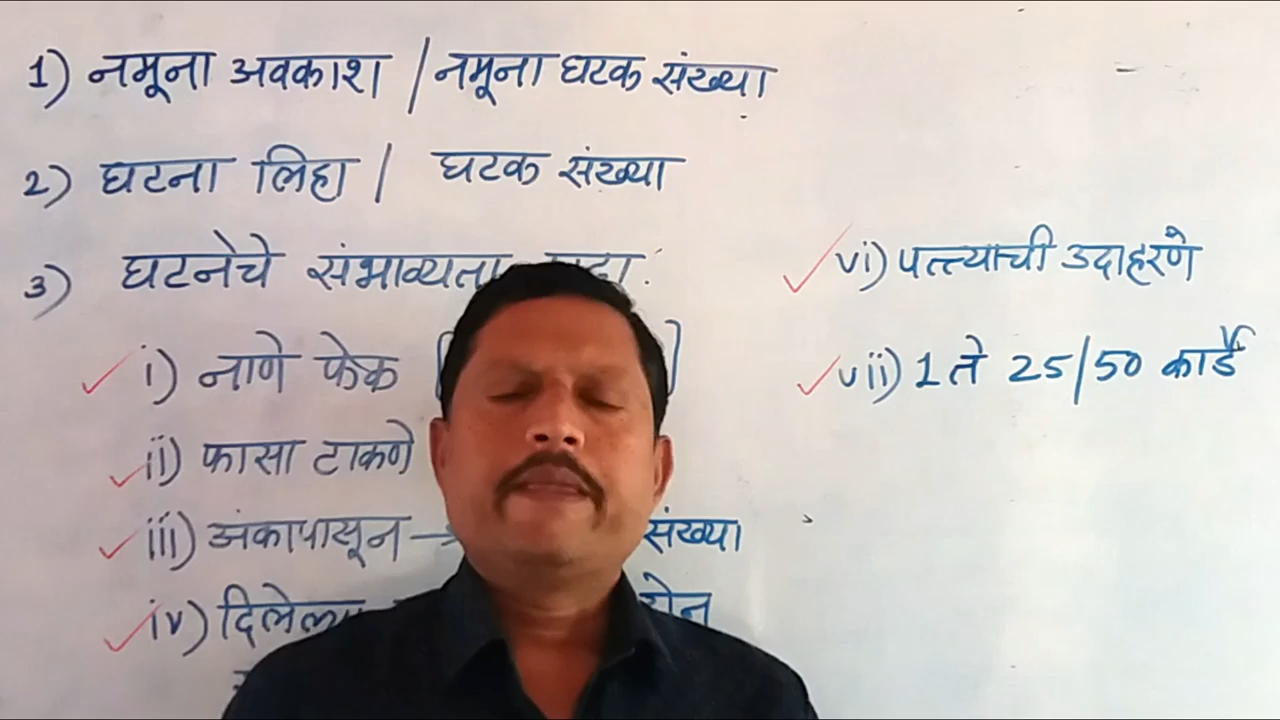 1) नमूना अवकाश / नमूना घटक संख्या
2) घटना लिहा / घटक संख्या
3) घटनेचे संभाव्यता
i) नाणे फेक
ii) फासा टाकणे
iii) अंकापासून → संख्या
iv) दिलेल्या
vi) पत्त्याची उदाहरणे
vii) 1 ते 25/50 कार्डे